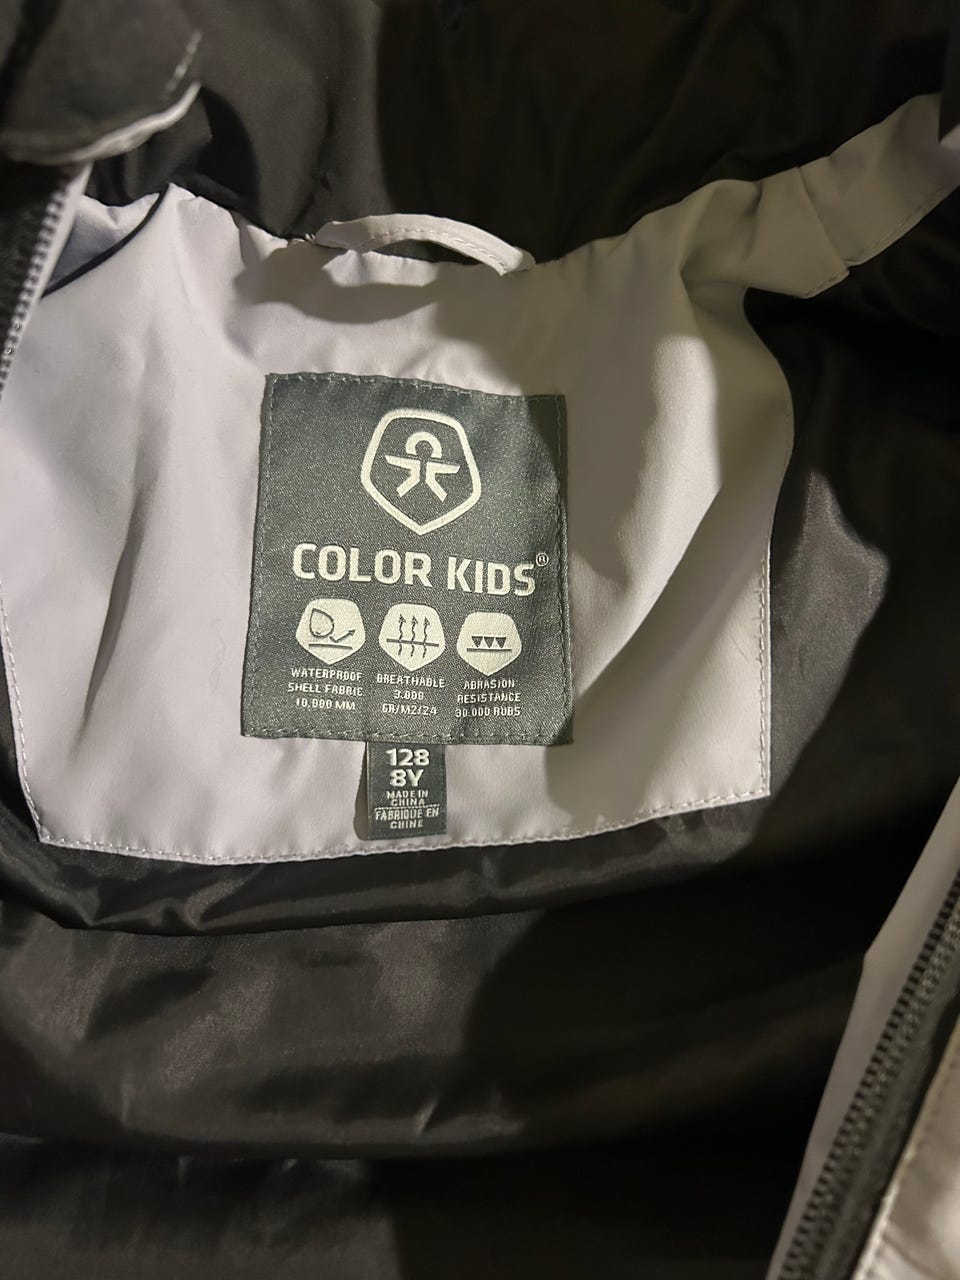 COLOR KIDS®
WATERPROOF
SHELL FABRIC
10.000 MM
BREATHABLE
3.000
GR/M2/24
ABRASION
RESISTANCE
30.000 RUBS
128
8Y
MADE IN
CHINA
FABRIQUÉ EN
CHINE